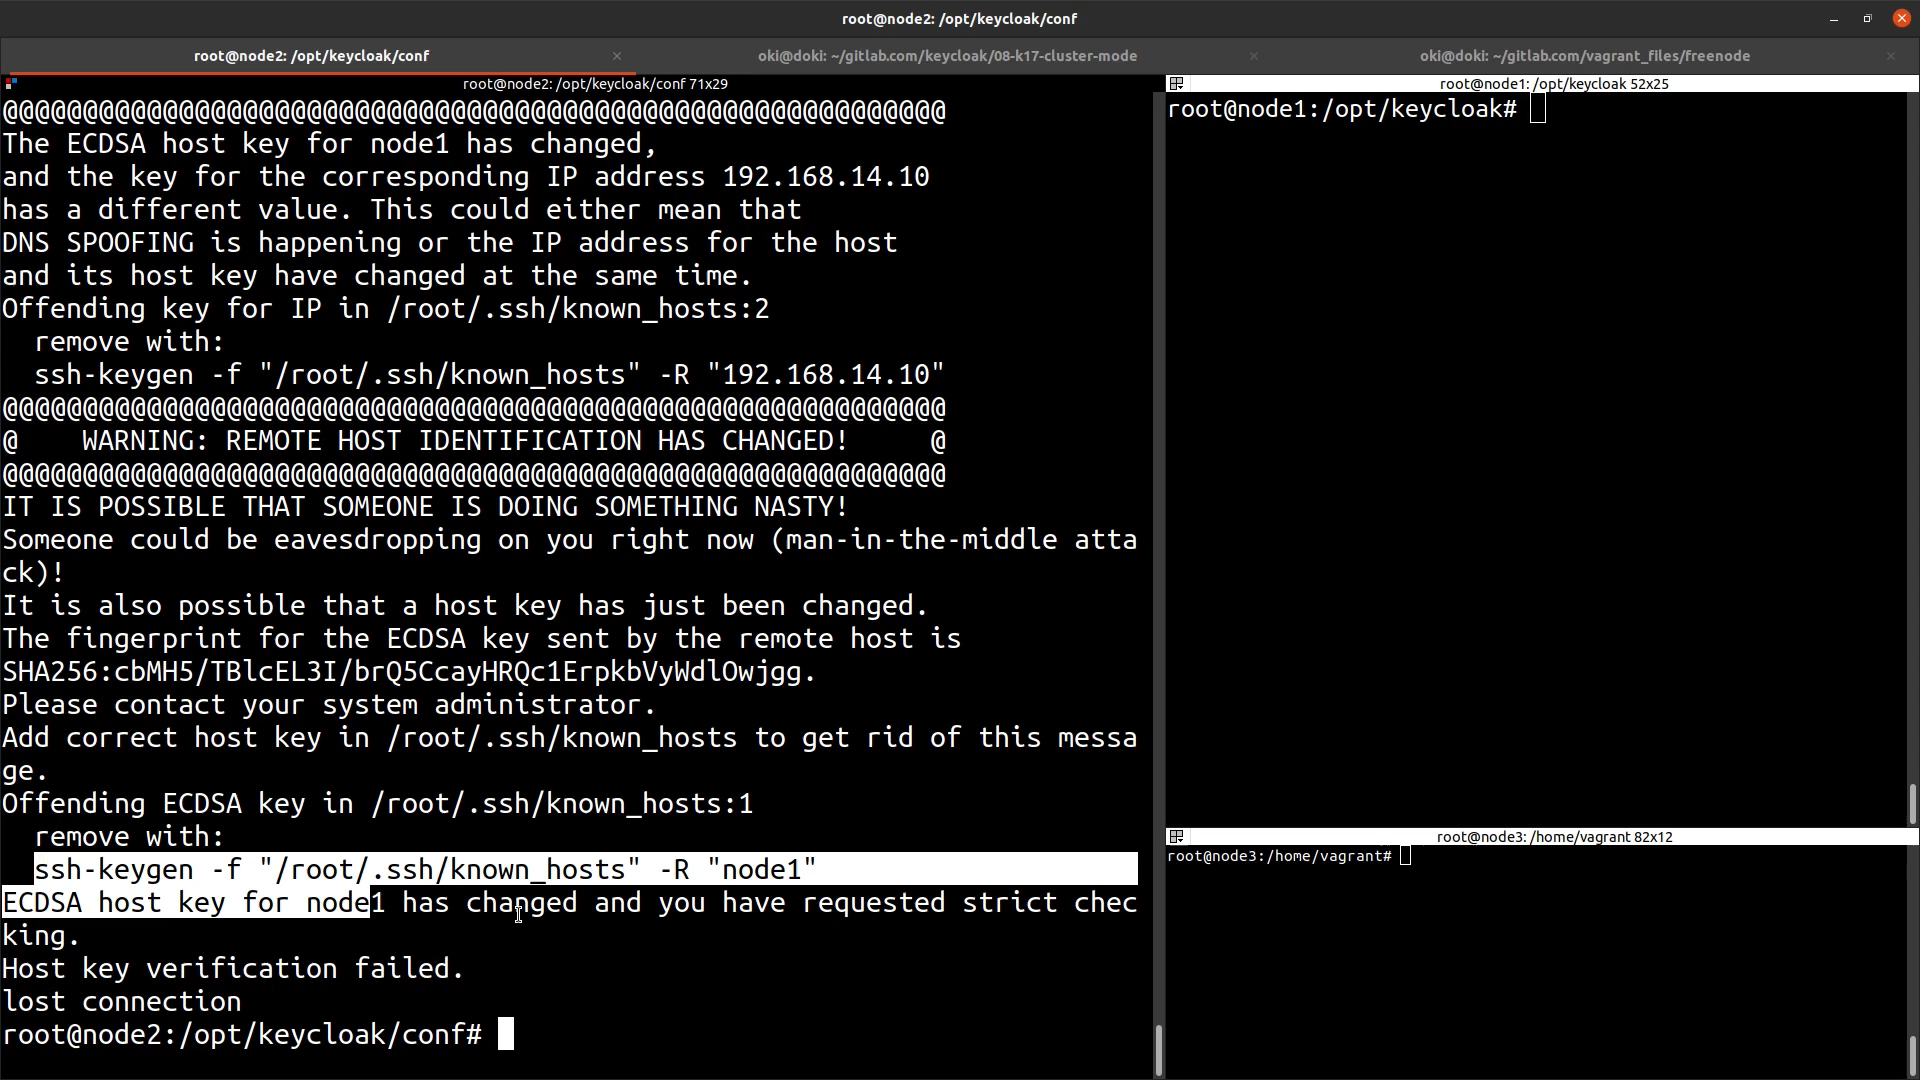 root@node2: /opt/keycloak/conf
root@node2: /opt/keycloak/conf
oki@doki: ~/gitlab.com/keycloak/08-k17-cluster-mode
oki@doki: ~/gitlab.com/vagrant_files/freenode
root@node2: /opt/keycloak/conf 71x29
@@@@@@@@@@@@@@@@@@@@@@@@@@@@@@@@@@@@@@@@@@@@@@@@@@@@@@@@@@@
The ECDSA host key for node1 has changed,
and the key for the corresponding IP address 192.168.14.10
has a different value. This could either mean that
DNS SPOOFING is happening or the IP address for the host
and its host key have changed at the same time.
Offending key for IP in /root/.ssh/known_hosts:2
  remove with:
  ssh-keygen -f "/root/.ssh/known_hosts" -R "192.168.14.10"
@@@@@@@@@@@@@@@@@@@@@@@@@@@@@@@@@@@@@@@@@@@@@@@@@@@@@@@@@@@
@    WARNING: REMOTE HOST IDENTIFICATION HAS CHANGED!     @
@@@@@@@@@@@@@@@@@@@@@@@@@@@@@@@@@@@@@@@@@@@@@@@@@@@@@@@@@@@
IT IS POSSIBLE THAT SOMEONE IS DOING SOMETHING NASTY!
Someone could be eavesdropping on you right now (man-in-the-middle atta
ck)!
It is also possible that a host key has just been changed.
The fingerprint for the ECDSA key sent by the remote host is
SHA256:cbMH5/TBlcEL3I/brQ5CcayHRQc1ErpkbVyWdlOwjgg.
Please contact your system administrator.
Add correct host key in /root/.ssh/known_hosts to get rid of this messa
ge.
Offending ECDSA key in /root/.ssh/known_hosts:1
  remove with:
  ssh-keygen -f "/root/.ssh/known_hosts" -R "node1"
ECDSA host key for node1 has changed and you have requested strict chec
king.
Host key verification failed.
lost connection
root@node2:/opt/keycloak/conf#
root@node1: /opt/keycloak 52x25
root@node1:/opt/keycloak#
root@node3: /home/vagrant 82x12
root@node3:/home/vagrant#